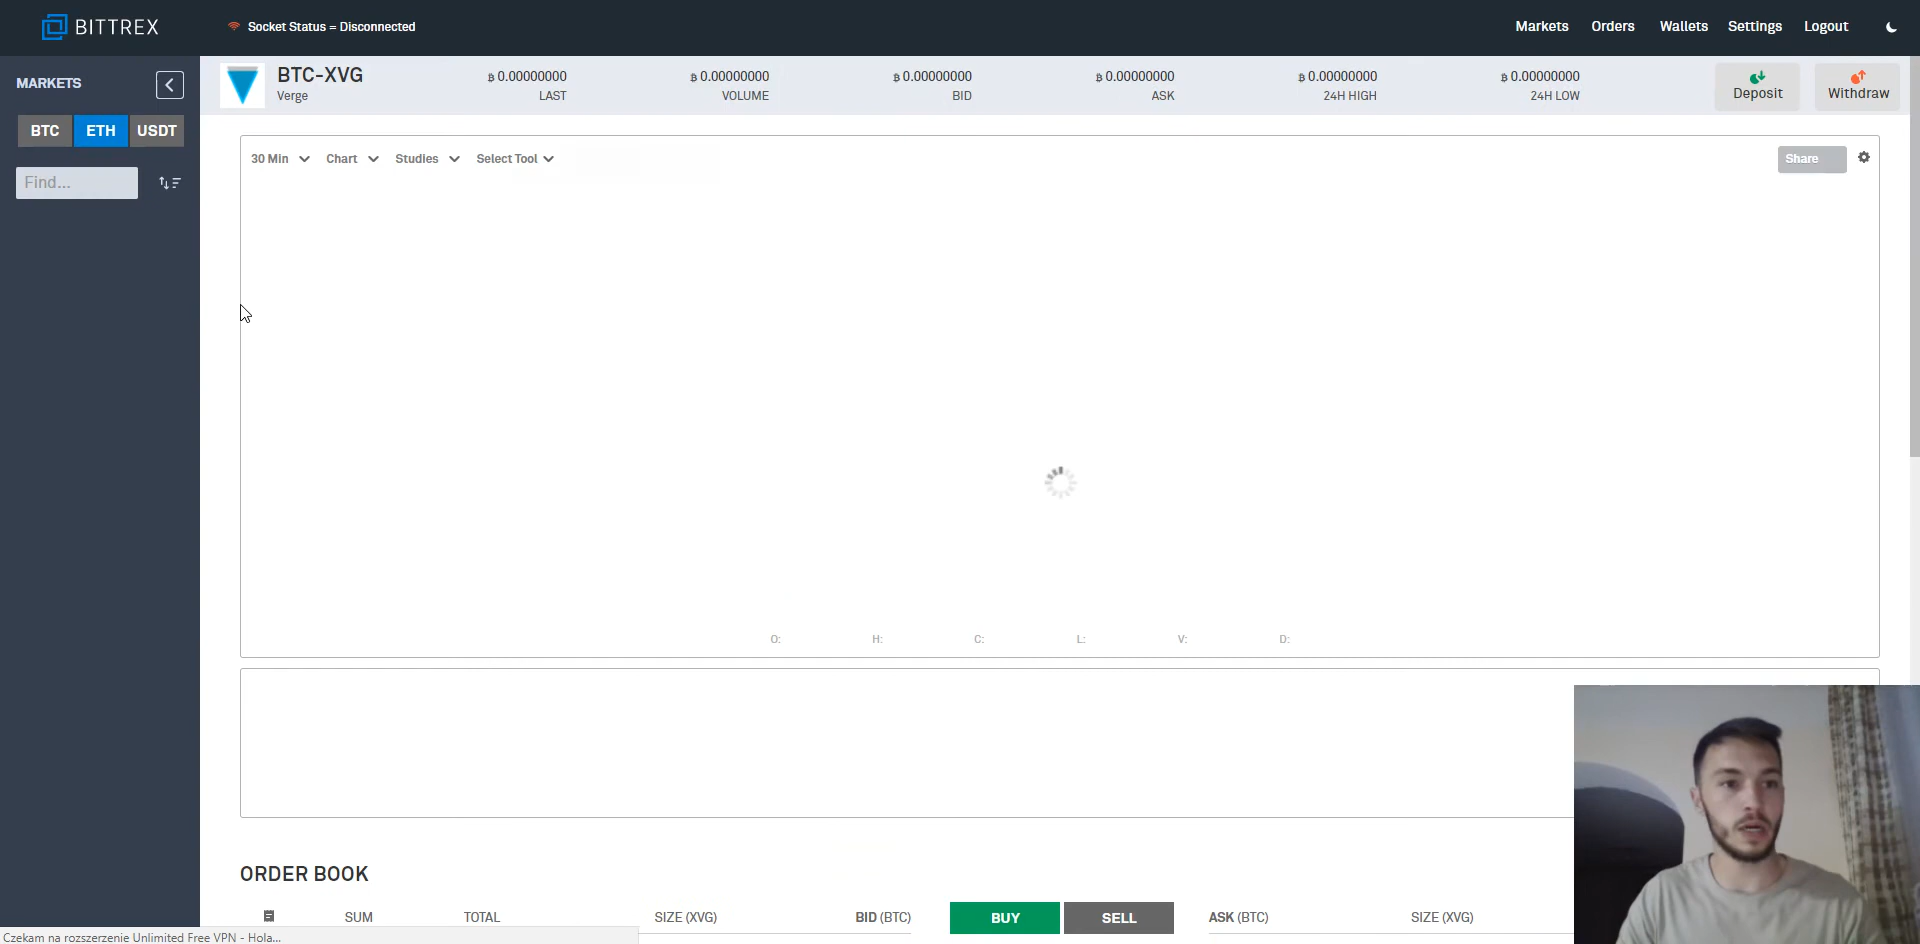 BITTREX
Socket Status = Disconnected
Markets Orders Wallets Settings Logout
MARKETS
BTC ETH USDT
Find...
BTC-XVG
Verge
₿ 0.00000000
LAST
₿ 0.00000000
VOLUME
₿ 0.00000000
BID
₿ 0.00000000
ASK
₿ 0.00000000
24H HIGH
₿ 0.00000000
24H LOW
Deposit
Withdraw
30 Min Chart Studies Select Tool
Share
O: H: C: L: V: D:
ORDER BOOK
SUM TOTAL SIZE (XVG) BID (BTC) BUY SELL ASK (BTC) SIZE (XVG)
Czekam na rozszerzenie Unlimited Free VPN - Hola...